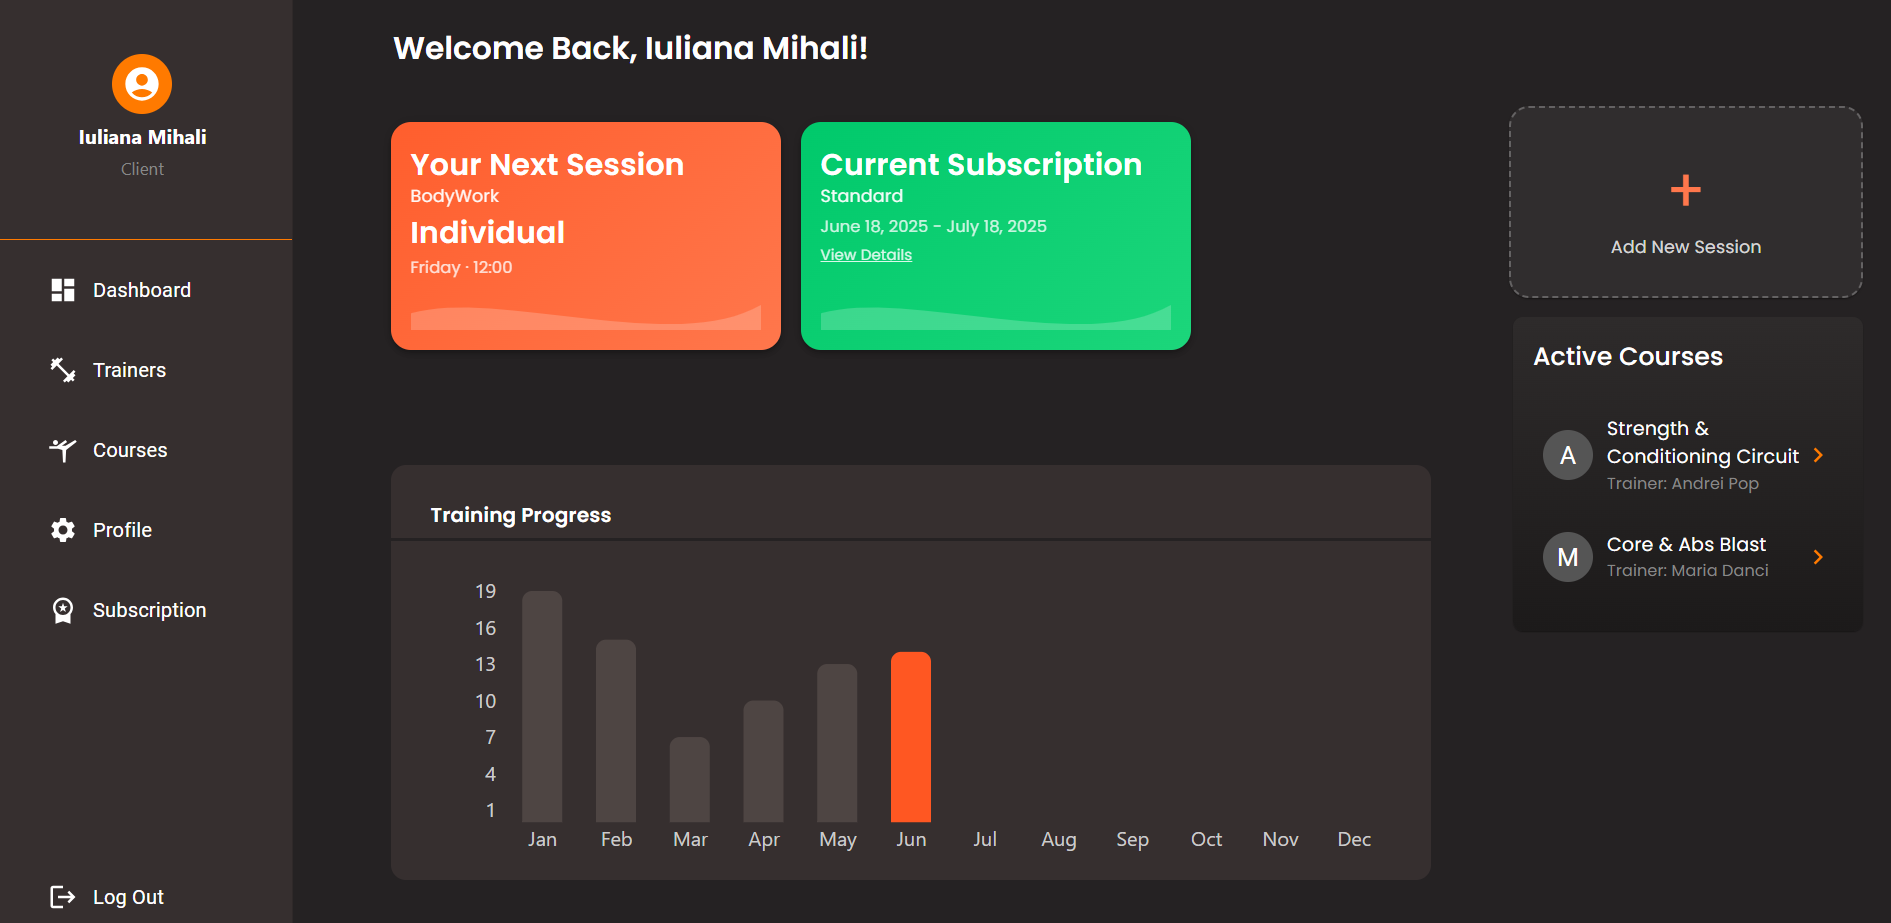 Iuliana Mihali
Client
Dashboard
Trainers
Courses
Profile
Subscription
Log Out
Welcome Back, Iuliana Mihali!
Your Next Session
BodyWork
Individual
Friday · 12:00
Current Subscription
Standard
June 18, 2025 - July 18, 2025
View Details
+
Add New Session
Active Courses
A
Strength &
Conditioning Circuit
Trainer: Andrei Pop
M
Core & Abs Blast
Trainer: Maria Danci
Training Progress
19
16
13
10
7
4
1
Jan Feb Mar Apr May Jun Jul Aug Sep Oct Nov Dec